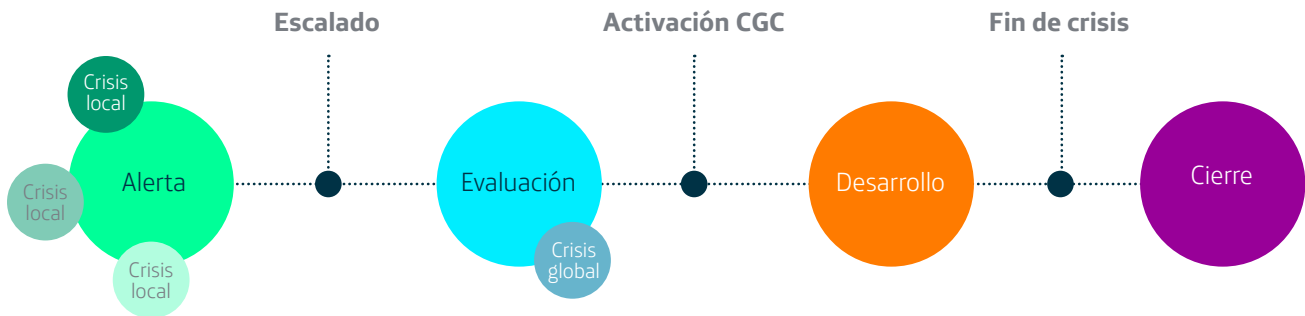 Escalado
Activación CGC
Fin de crisis
Crisis
local
Alerta
Crisis
local
Crisis
local
Evaluación
Crisis
global
Desarrollo
Cierre